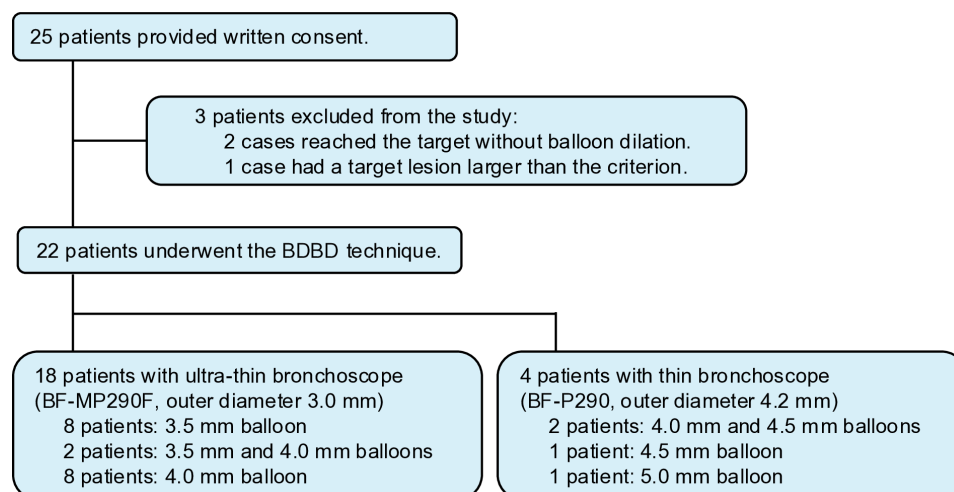 25 patients provided written consent.
3 patients excluded from the study:
2 cases reached the target without balloon dilation.
1 case had a target lesion larger than the criterion.
22 patients underwent the BDBD technique.
18 patients with ultra-thin bronchoscope
(BF-MP290F, outer diameter 3.0 mm)
8 patients: 3.5 mm balloon
2 patients: 3.5 mm and 4.0 mm balloons
8 patients: 4.0 mm balloon
4 patients with thin bronchoscope
(BF-P290, outer diameter 4.2 mm)
2 patients: 4.0 mm and 4.5 mm balloons
1 patient: 4.5 mm balloon
1 patient: 5.0 mm balloon